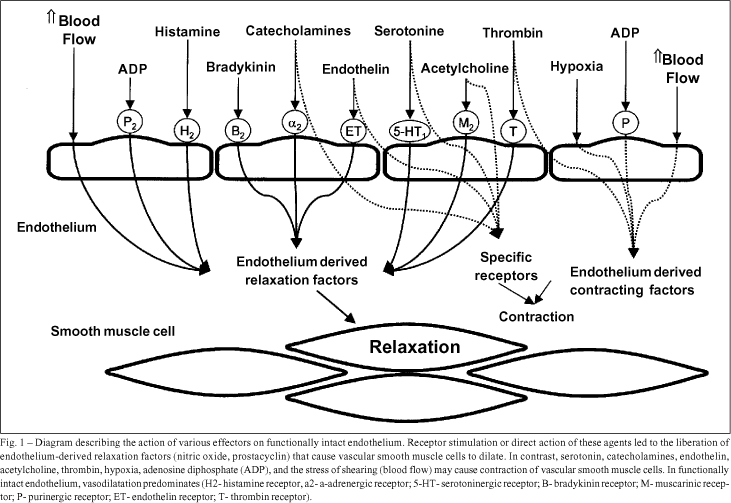 ⇑ Blood
Flow
Histamine
Catecholamines
Serotonine
Thrombin
ADP
ADP
Bradykinin
Endothelin
Acetylcholine
Hypoxia
⇑Blood
Flow
P2
H2
B2
α2
ET
5-HT1
M2
T
P
Endothelium
Endothelium derived
relaxation factors
Specific
receptors
Endothelium derived
contracting factors
Contraction
Smooth muscle cell
Relaxation
Fig. 1 – Diagram describing the action of various effectors on functionally intact endothelium. Receptor stimulation or direct action of these agents led to the liberation of
endothelium-derived relaxation factors (nitric oxide, prostacyclin) that cause vascular smooth muscle cells to dilate. In contrast, serotonin, catecholamines, endothelin,
acetylcholine, thrombin, hypoxia, adenosine diphosphate (ADP), and the stress of shearing (blood flow) may cause contraction of vascular smooth muscle cells. In functionally
intact endothelium, vasodilatation predominates (H2- histamine receptor, a2- a-adrenergic receptor; 5-HT- serotoninergic receptor; B- bradykinin receptor; M- muscarinic recep-
tor; P- purinergic receptor; ET- endothelin receptor; T- thrombin receptor).